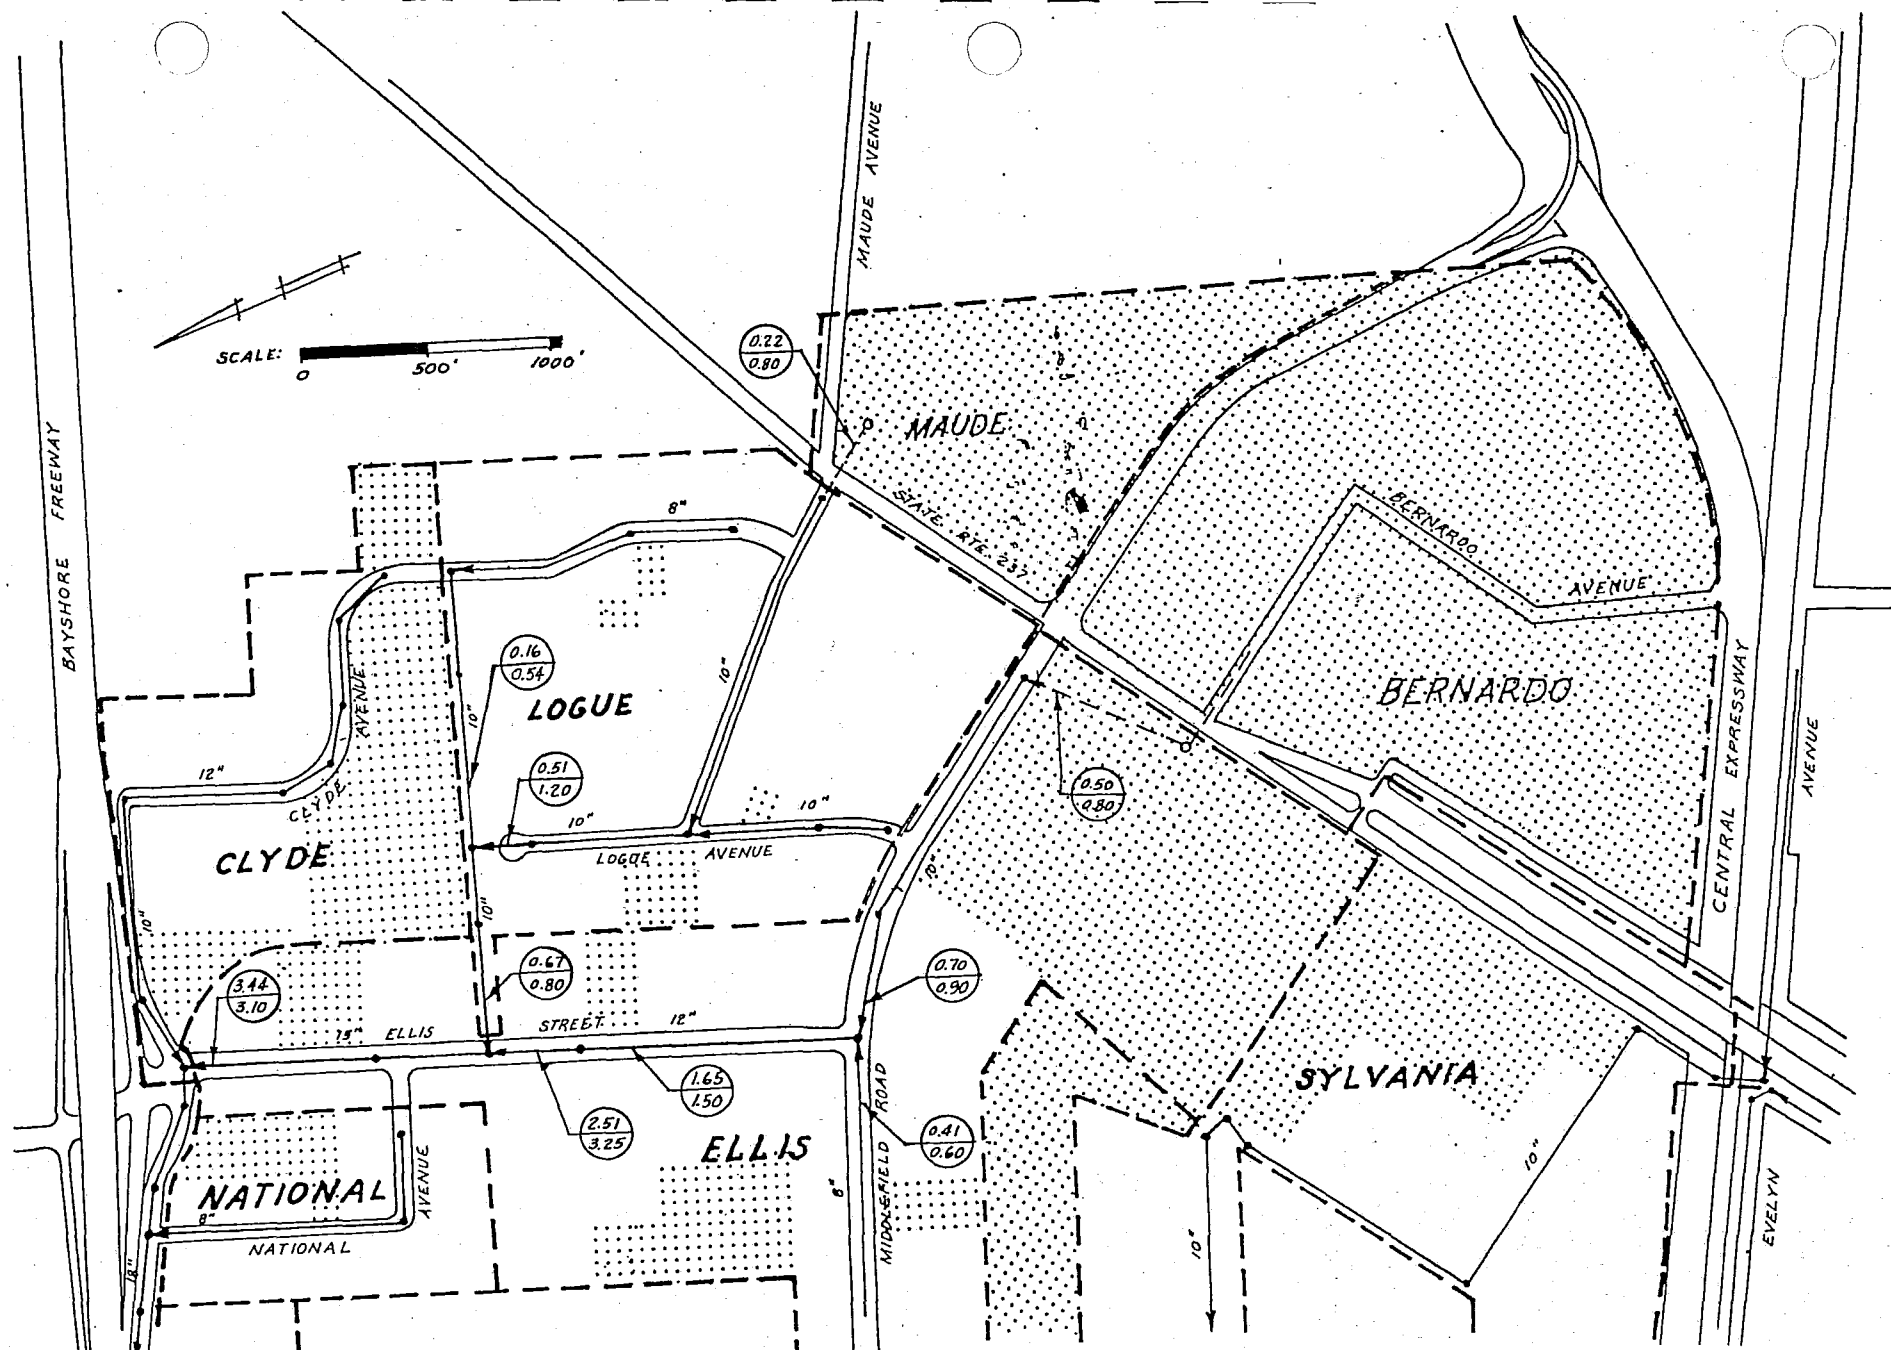 MAUDE AVENUE
SCALE:
0 500' 1000'
0.22
0.80
MAUDE
BAYSHORE FREEWAY
STATE RTE. 237
8"
BERNARDO
AVENUE
0.16
0.54
10"
LOGUE
10"
AVENUE
BERNARDO
CENTRAL EXPRESSWAY
AVENUE
12"
CLYDE
0.51
1.20
0.50
0.80
10"
10"
LOGUE AVENUE
CLYDE
10"
10"
10"
0.67
0.80
0.70
0.90
3.44
3.10
15" ELLIS STREET 12"
1.65
1.50
SYLVANIA
2.51
3.25
ELLIS
0.41
0.60
MIDDLEFIELD ROAD
8"
10"
NATIONAL
AVENUE
8"
NATIONAL
18"
10"
EVELYN